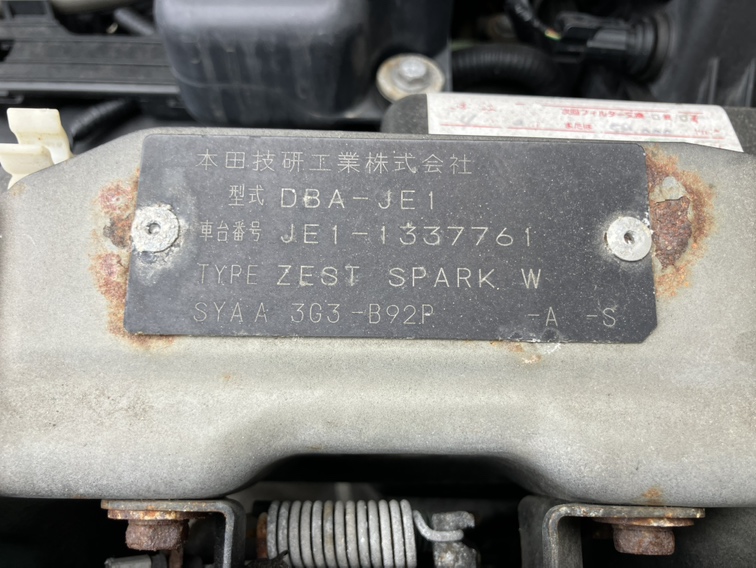 本田技研工業株式会社
型式 DBA-JE1
車台番号 JE1-1337761
TYPE ZEST SPARK W
SYAA 3G3-B92P -A -S